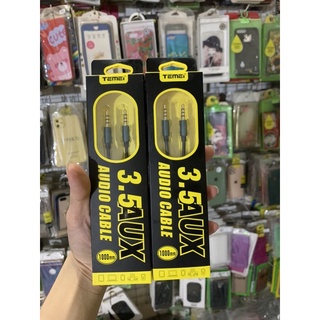 TEMEI
3.5AUX
AUDIO CABLE
1000mm
TEMEI
3.5AUX
AUDIO CABLE
1000mm